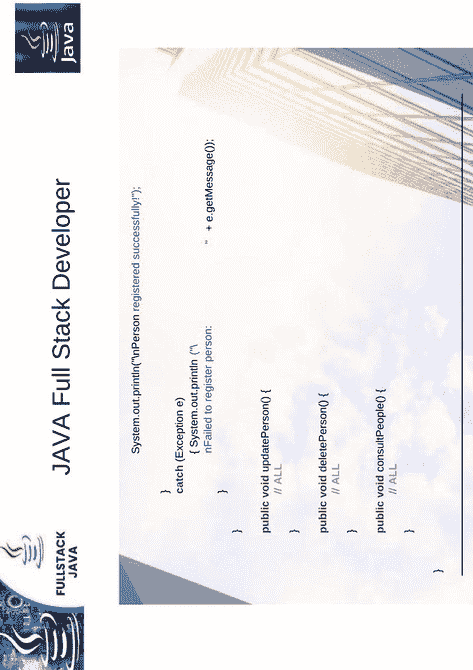 FULLSTACK
JAVA
JAVA Full Stack Developer
Java
System.out.println("\nPerson registered successfully!");
}
catch (Exception e)
{ System.out.println ("\
nFailed to register person: " + e.getMessage());
}
}
public void updatePerson() {
// ALL
}
public void deletePerson() {
// ALL
}
public void consultPeople() {
// ALL
}
}